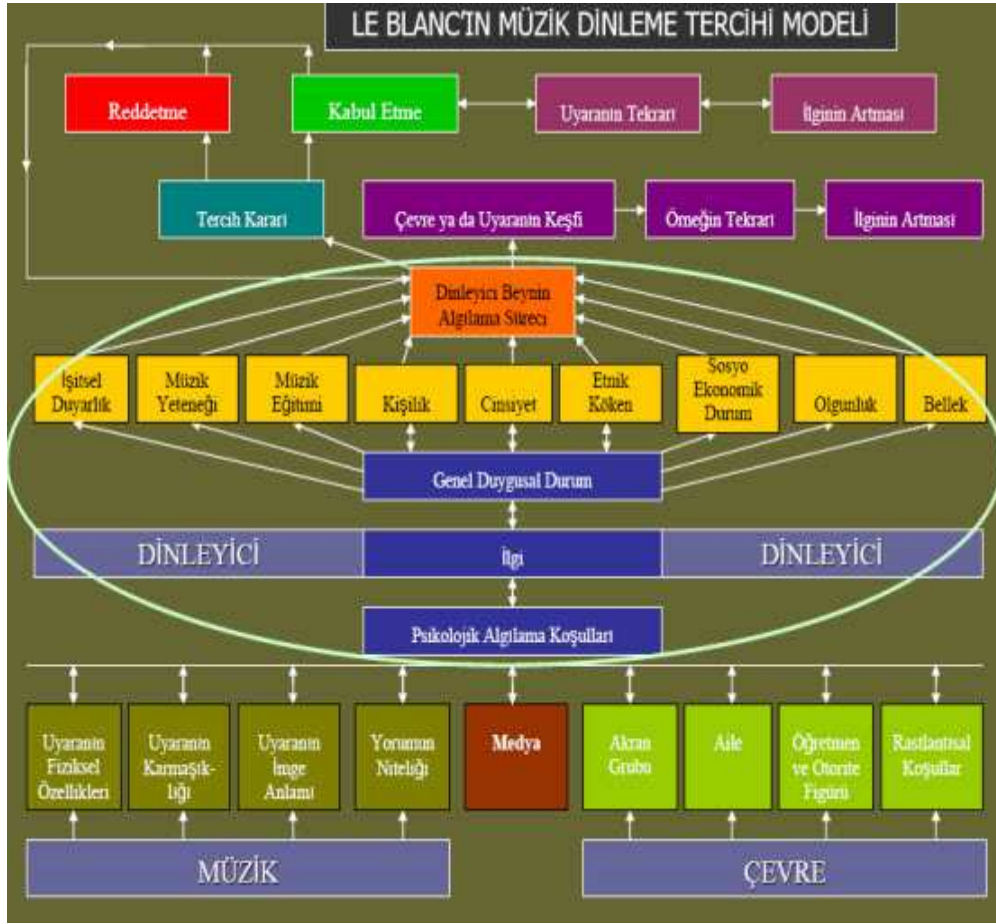 LE BLANC'IN MÜZİK DİNLEME TERCİHİ MODELİ
Reddetme
Kabul Etme
Uyaranın Tekrarı
İlginin Artması
Tercih Kararı
Çevre ya da Uyaranın Keşfi
Örneğin Tekrarı
İlginin Artması
Dinleyici Beynin
Algılama Süreci
İşitsel
Duyarlık
Müzik
Yeteneği
Müzik
Eğitimi
Kişilik
Cinsiyet
Etnik
Köken
Sosyo
Ekonomik
Durum
Olgunluk
Bellek
Genel Duygusal Durum
DİNLEYİCİ
İlgi
DİNLEYİCİ
Psikolojik Algılama Koşulları
Uyaranın
Fiziksel
Özellikleri
Uyaranın
Karmaşık-
lığı
Uyaranın
İmge
Anlamı
Yorumun
Niteliği
Medya
Akran
Grubu
Aile
Öğretmen
ve Otorite
Figürü
Rastlantısal
Koşullar
MÜZİK
ÇEVRE